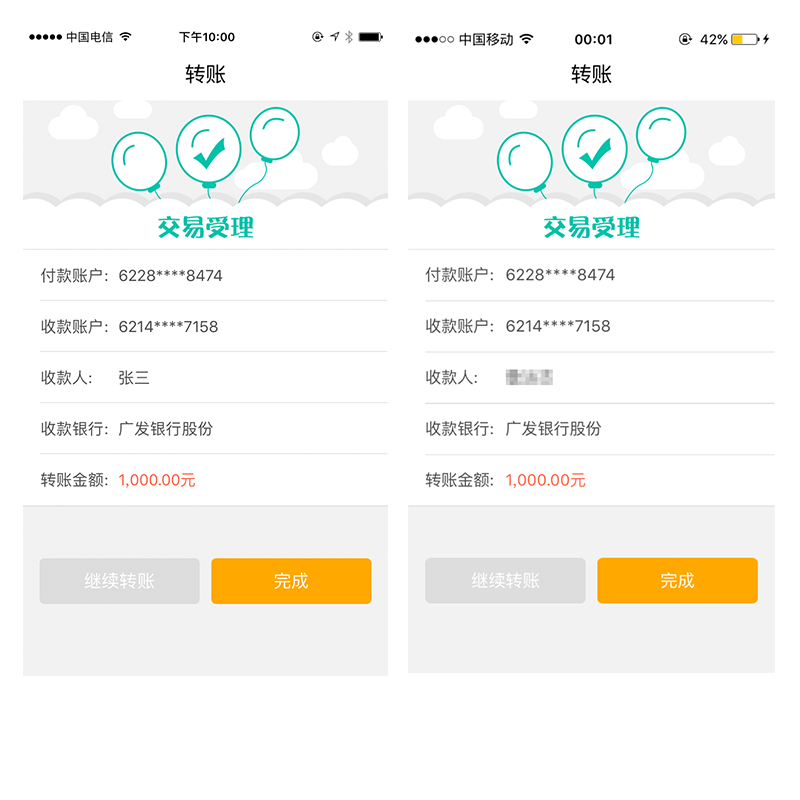 中国电信 下午10:00
转账
交易受理
付款账户: 6228****8474
收款账户: 6214****7158
收款人: 张三
收款银行: 广发银行股份
转账金额: 1,000.00元
继续转账 完成
中国移动 00:01 42%
转账
交易受理
付款账户: 6228****8474
收款账户: 6214****7158
收款人:
收款银行: 广发银行股份
转账金额: 1,000.00元
继续转账 完成